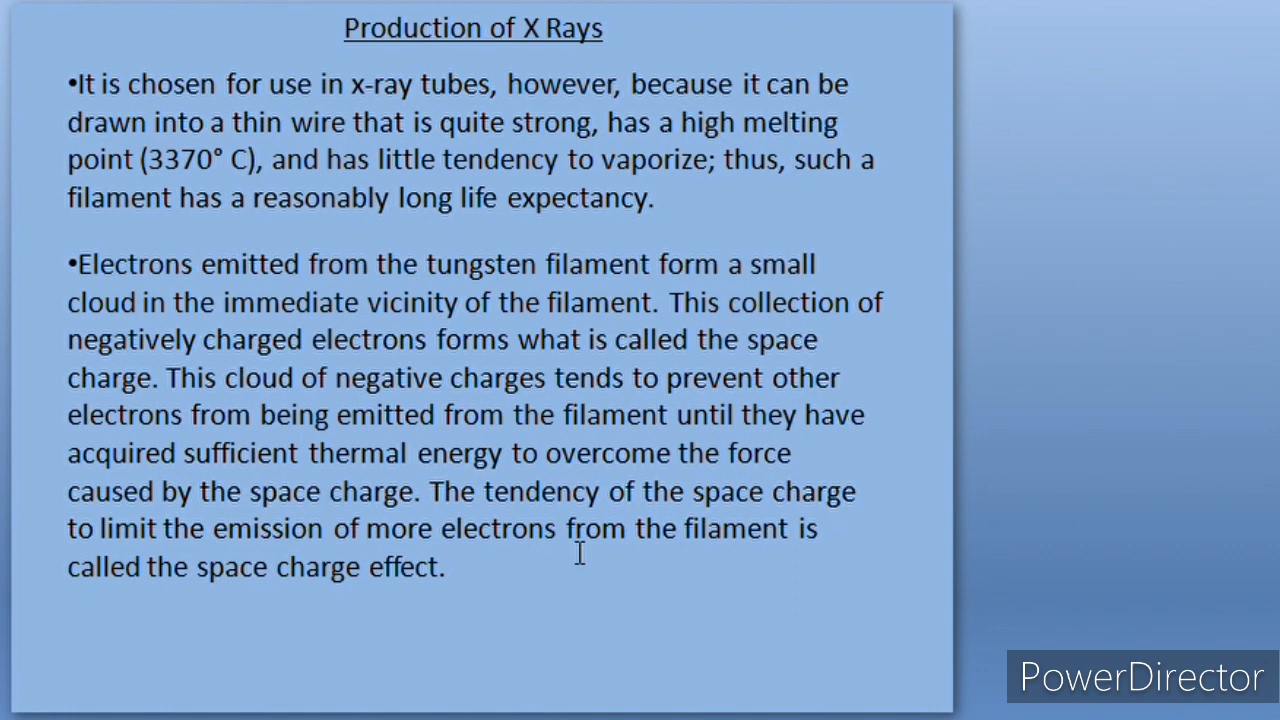 Production of X Rays
•It is chosen for use in x-ray tubes, however, because it can be
drawn into a thin wire that is quite strong, has a high melting
point (3370° C), and has little tendency to vaporize; thus, such a
filament has a reasonably long life expectancy.
•Electrons emitted from the tungsten filament form a small
cloud in the immediate vicinity of the filament. This collection of
negatively charged electrons forms what is called the space
charge. This cloud of negative charges tends to prevent other
electrons from being emitted from the filament until they have
acquired sufficient thermal energy to overcome the force
caused by the space charge. The tendency of the space charge
to limit the emission of more electrons from the filament is
called the space charge effect.
PowerDirector